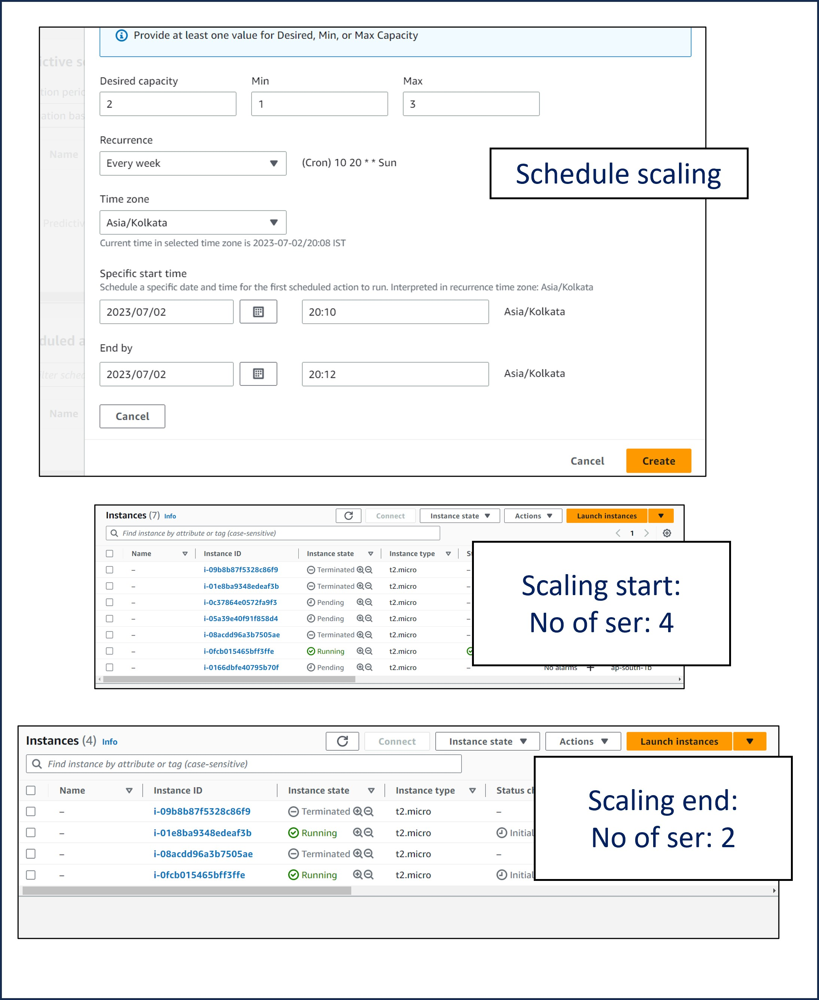 Provide at least one value for Desired, Min, or Max Capacity
ictive s
tion peri
ation bas
Name
Predictiv
duled a
ilter sche
Name
Desired capacity Min Max
2 1 3
Recurrence
Every week (Cron) 10 20 * * Sun
Schedule scaling
Time zone
Asia/Kolkata
Current time in selected time zone is 2023-07-02/20:08 IST
Specific start time
Schedule a specific date and time for the first scheduled action to run. Interpreted in recurrence time zone: Asia/Kolkata
2023/07/02 20:10 Asia/Kolkata
End by
2023/07/02 20:12 Asia/Kolkata
Cancel
Cancel Create
Instances (7) Info Connect Instance state Actions Launch instances
Find instance by attribute or tag (case-sensitive) 1
Name Instance ID Instance state Instance type S
– i-09b8b87f5328c86f9 Terminated t2.micro –
– i-01e8ba9348edeaf3b Terminated t2.micro –
– i-0c37864e0572fa9f3 Pending t2.micro –
– i-05a39e40f91f858d4 Pending t2.micro –
– i-08acdd96a3b7505ae Terminated t2.micro –
– i-0fcb015465bff3ffe Running t2.micro
– i-0166dbfe40795b70f Pending t2.micro – No alarms + ap-south-1b
Scaling start:
No of ser: 4
Instances (4) Info Connect Instance state Actions Launch instances
Find instance by attribute or tag (case-sensitive)
Name Instance ID Instance state Instance type Status c
– i-09b8b87f5328c86f9 Terminated t2.micro –
– i-01e8ba9348edeaf3b Running t2.micro Initial
– i-08acdd96a3b7505ae Terminated t2.micro –
– i-0fcb015465bff3ffe Running t2.micro Initial
Scaling end:
No of ser: 2